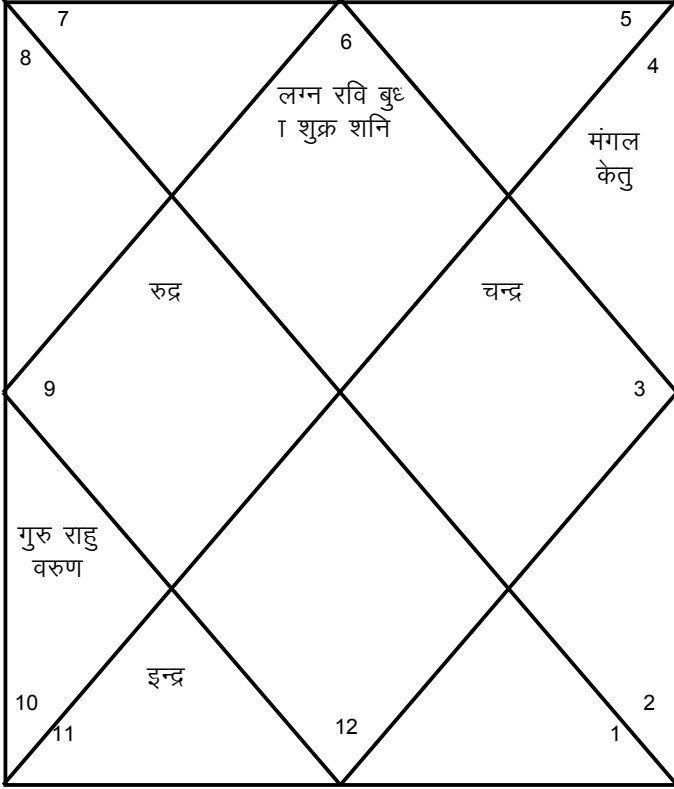 7
5
6
8
4
लग्न रवि बुध
ा शुक्र शनि
मंगल
केतु
रुद्र
चन्द्र
9
3
गुरु राहु
वरुण
इन्द्र
10
2
11
12
1